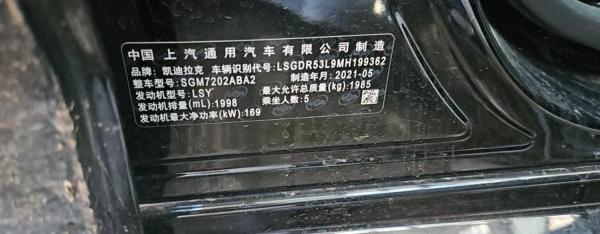 中国 上汽通用汽车有限公司制造
品牌:凯迪拉克 车辆识别代号:LSGDR53L9MH199362
整车型号:SGM7202ABA2 制造年月:2021-05
发动机型号:LSY 最大允许总质量(kg):1985
发动机排量(mL):1998 乘坐人数:5
发动机最大净功率(kW):169